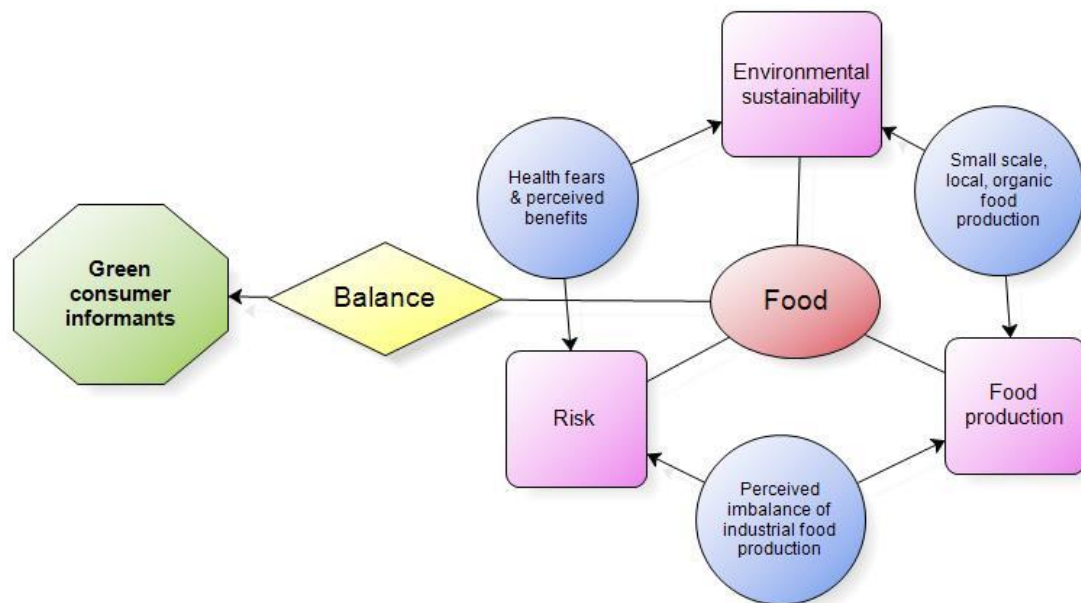 Environmental
sustainability
Health fears
& perceived
benefits
Small scale,
local, organic
food
production
Green
consumer
informants
Balance
Food
Risk
Food
production
Perceived
imbalance of
industrial food
production